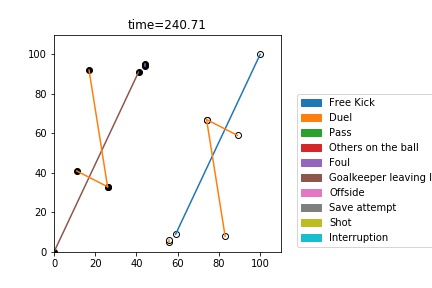 time=240.71
100
80
60
40
20
0
0
20
40
60
80
100
Free Kick
Duel
Pass
Others on the ball
Foul
Goalkeeper leaving l
Offside
Save attempt
Shot
Interruption